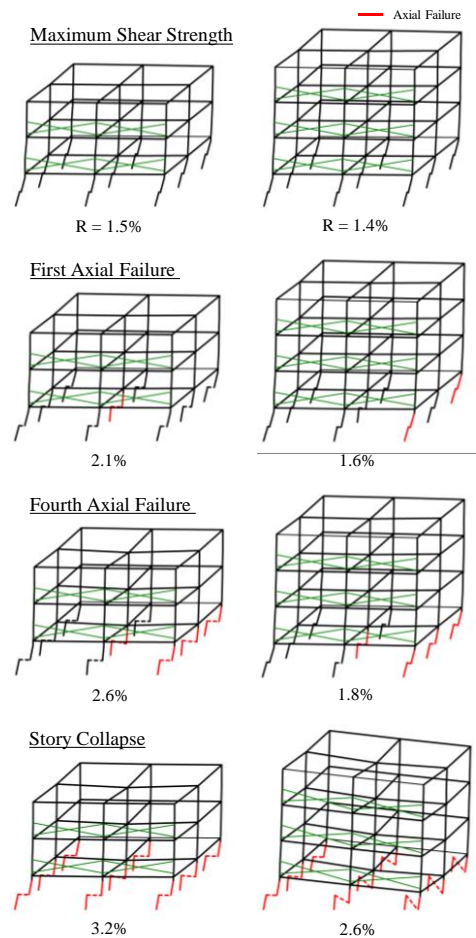 Axial Failure
Maximum Shear Strength
R = 1.5%
R = 1.4%
First Axial Failure
2.1%
1.6%
Fourth Axial Failure
2.6%
1.8%
Story Collapse
3.2%
2.6%